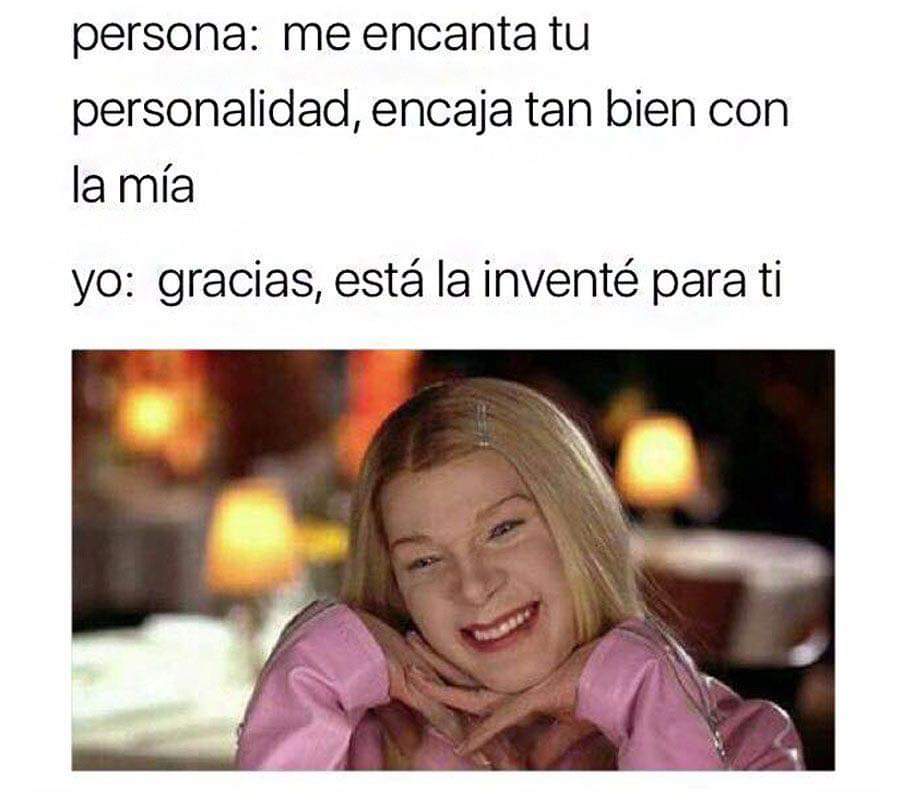 persona: me encanta tu
personalidad, encaja tan bien con
la mía
yo: gracias, está la inventé para ti